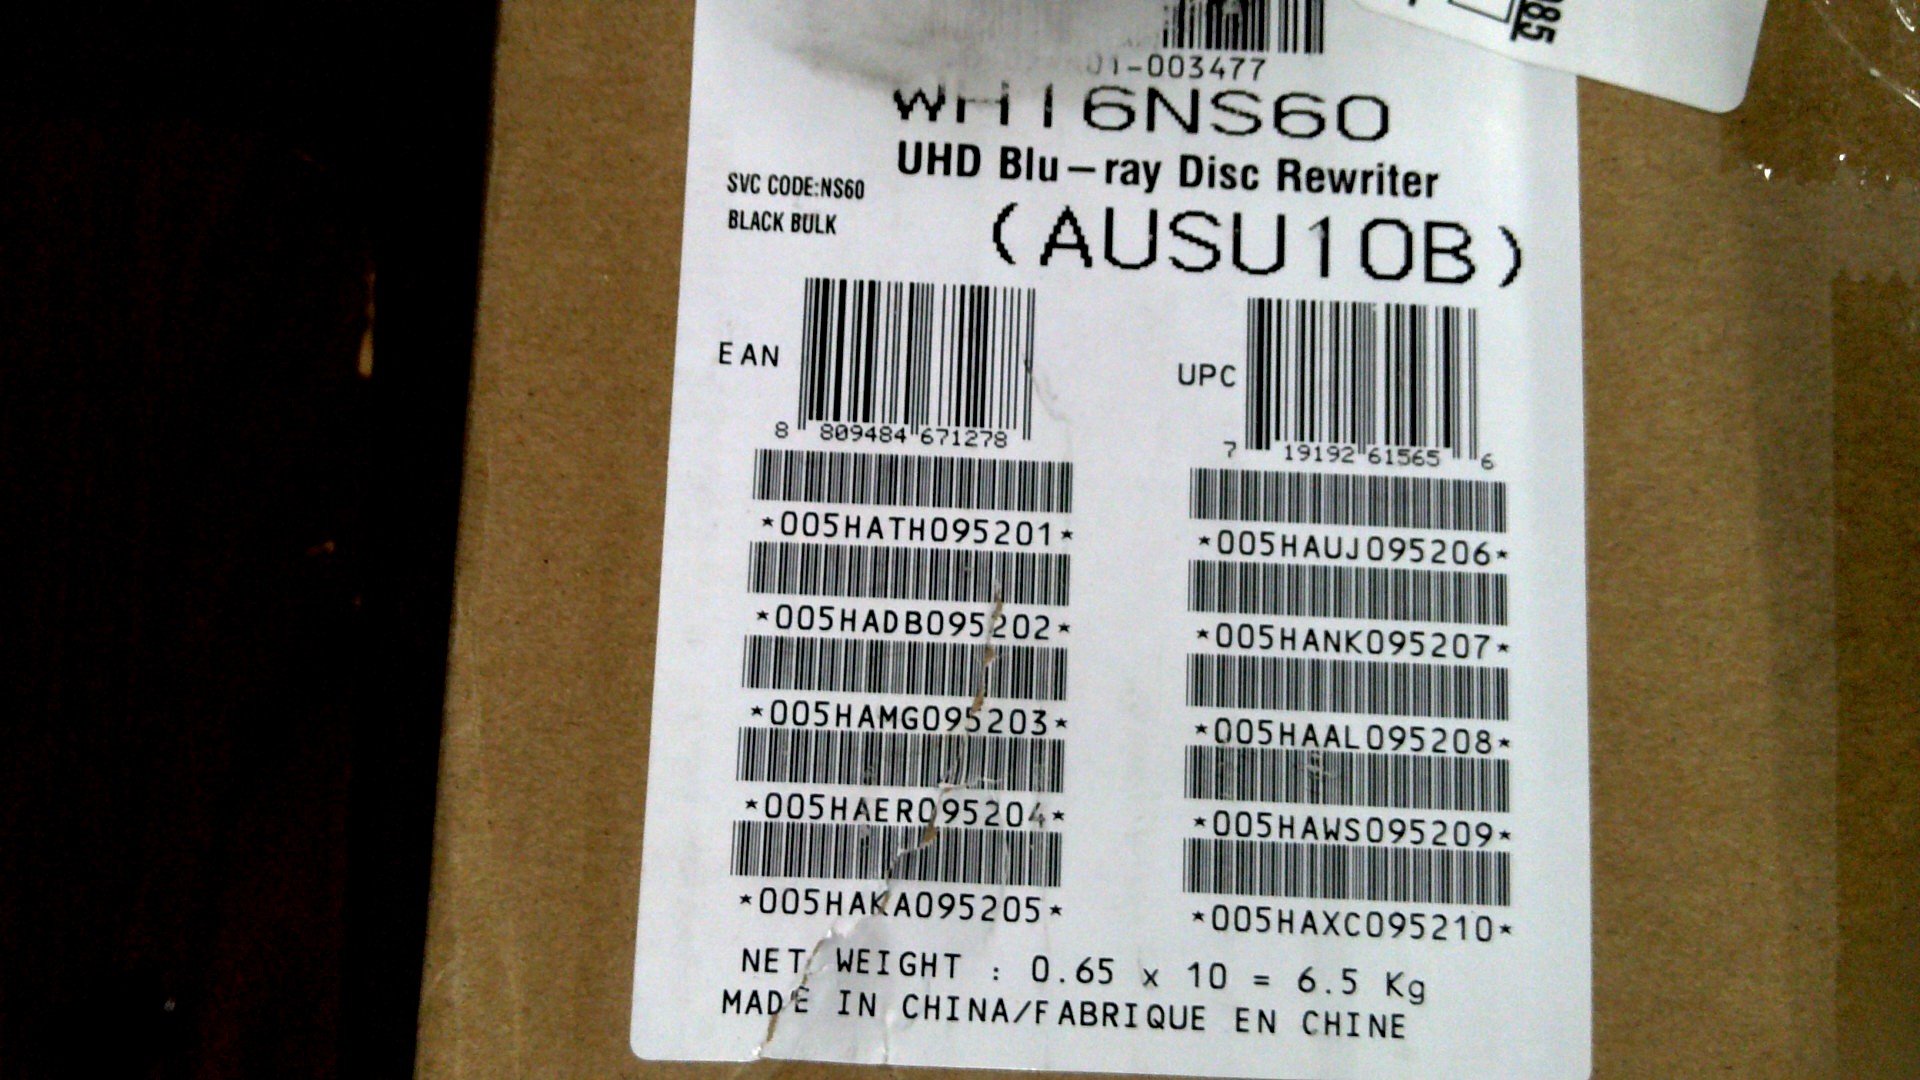 01-003477
385
WH16NS60
UHD Blu-ray Disc Rewriter
SVC CODE:NS60
BLACK BULK
(AUSU10B)
EAN
8 809484 671278
UPC
7 19192 61565 6
*005HATH095201*
*005HADB095202*
*005HAMG095203*
*005HAER095204*
*005HAKA095205*
*005HAUJ095206*
*005HANK095207*
*005HAAL095208*
*005HAWS095209*
*005HAXC095210*
NET WEIGHT : 0.65 x 10 = 6.5 Kg
MADE IN CHINA/FABRIQUE EN CHINE